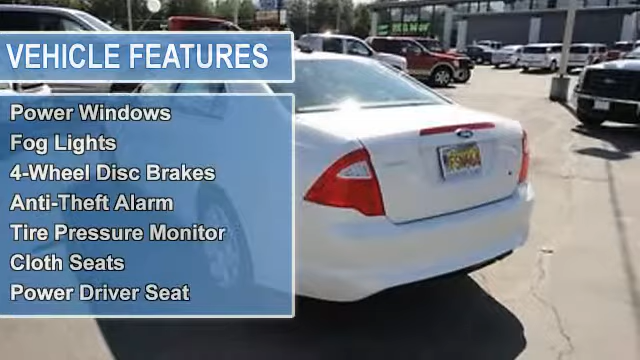 VEHICLE FEATURES
Power Windows
Fog Lights
4-Wheel Disc Brakes
Anti-Theft Alarm
Tire Pressure Monitor
Cloth Seats
Power Driver Seat
Ford